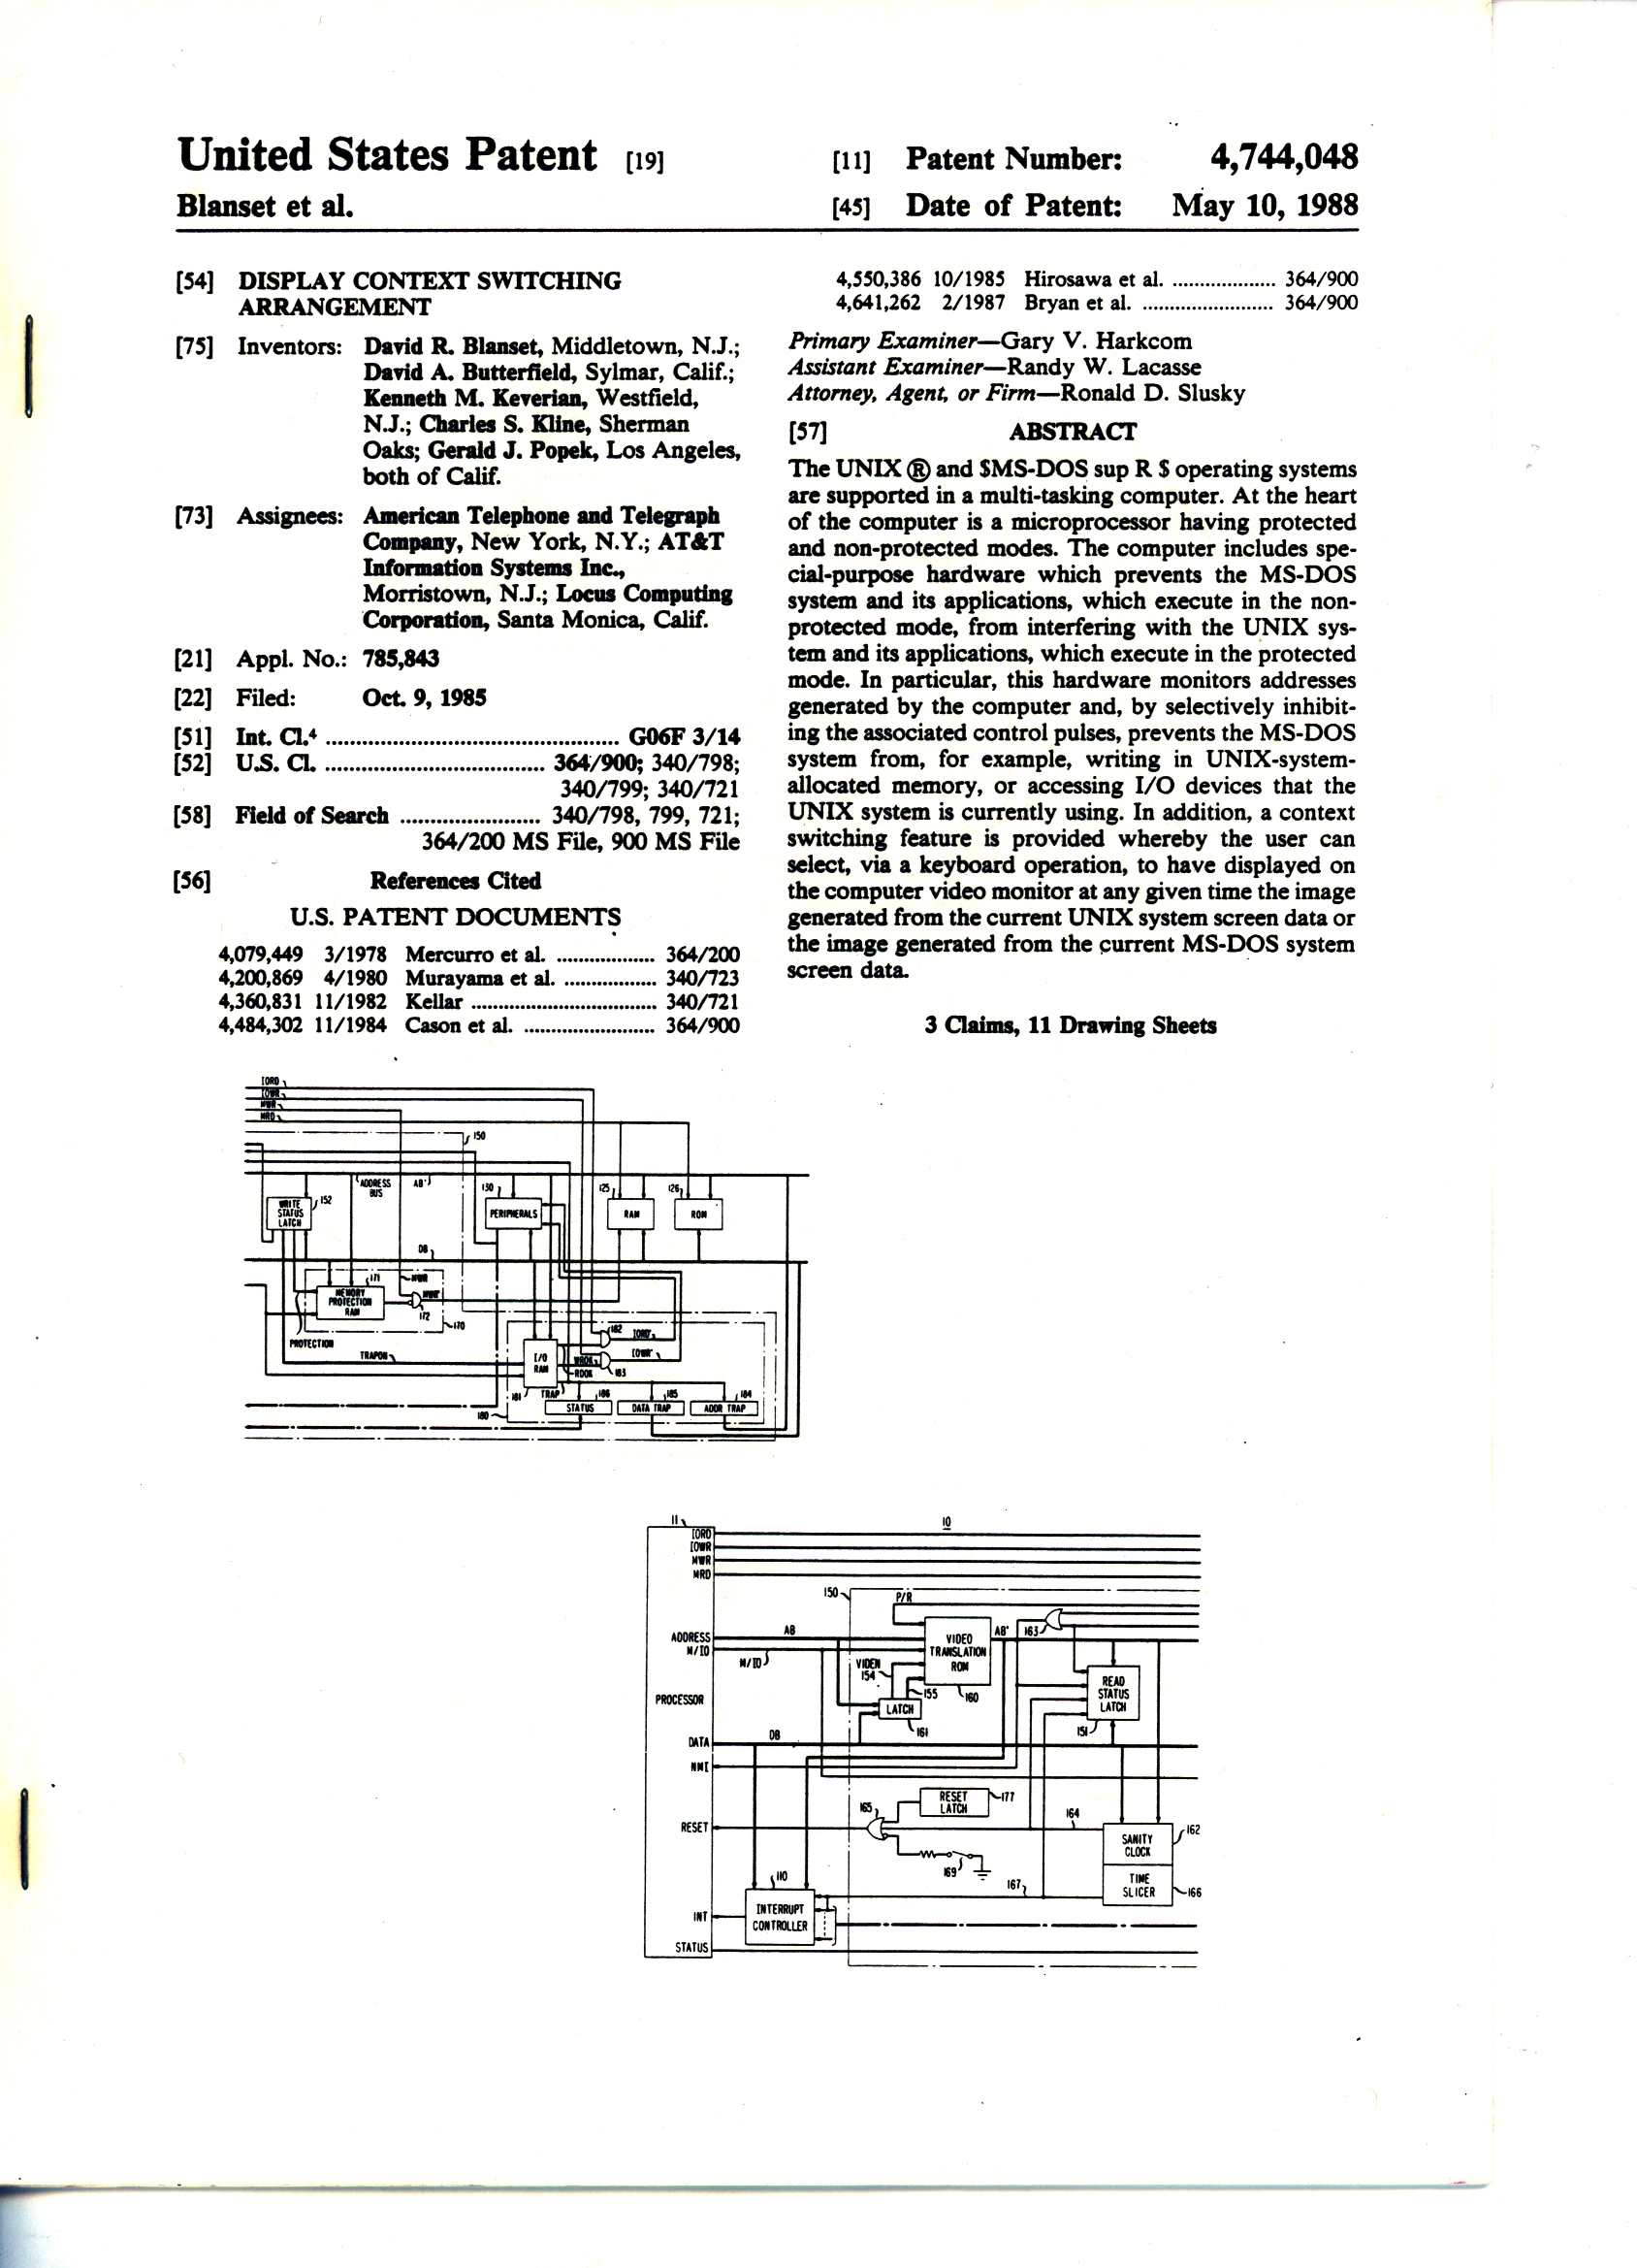 United States Patent [19]
Blanset et al.
[11] Patent Number: 4,744,048
[45] Date of Patent: May 10, 1988
[54] DISPLAY CONTEXT SWITCHING
ARRANGEMENT
[75] Inventors: David R. Blanset, Middletown, N.J.;
David A. Butterfield, Sylmar, Calif.;
Kenneth M. Keverian, Westfield,
N.J.; Charles S. Kline, Sherman
Oaks; Gerald J. Popek, Los Angeles,
both of Calif.
[73] Assignees: American Telephone and Telegraph
Company, New York, N.Y.; AT&T
Information Systems Inc.,
Morristown, N.J.; Locus Computing
Corporation, Santa Monica, Calif.
[21] Appl. No.: 785,843
[22] Filed: Oct. 9, 1985
[51] Int. Cl.⁴ ................................................ G06F 3/14
[52] U.S. Cl. .................................... 364/900; 340/798;
340/799; 340/721
[58] Field of Search ....................... 340/798, 799, 721;
364/200 MS File, 900 MS File
[56] References Cited
U.S. PATENT DOCUMENTS
4,079,449 3/1978 Mercurro et al. .................. 364/200
4,200,869 4/1980 Murayama et al. ................. 340/723
4,360,831 11/1982 Kellar .................................. 340/721
4,484,302 11/1984 Cason et al. ........................ 364/900
4,550,386 10/1985 Hirosawa et al. ................... 364/900
4,641,262 2/1987 Bryan et al. ........................ 364/900
Primary Examiner—Gary V. Harkcom
Assistant Examiner—Randy W. Lacasse
Attorney, Agent, or Firm—Ronald D. Slusky
[57] ABSTRACT
The UNIX ® and $MS-DOS sup R $ operating systems
are supported in a multi-tasking computer. At the heart
of the computer is a microprocessor having protected
and non-protected modes. The computer includes spe-
cial-purpose hardware which prevents the MS-DOS
system and its applications, which execute in the non-
protected mode, from interfering with the UNIX sys-
tem and its applications, which execute in the protected
mode. In particular, this hardware monitors addresses
generated by the computer and, by selectively inhibit-
ing the associated control pulses, prevents the MS-DOS
system from, for example, writing in UNIX-system-
allocated memory, or accessing I/O devices that the
UNIX system is currently using. In addition, a context
switching feature is provided whereby the user can
select, via a keyboard operation, to have displayed on
the computer video monitor at any given time the image
generated from the current UNIX system screen data or
the image generated from the current MS-DOS system
screen data.
3 Claims, 11 Drawing Sheets
IORD
IOWR
MWR
MRD
150
ADDRESS
BUS
AB'
WRITE
STATUS
LATCH
152
130
PERIPHERALS
125
RAM
126
ROM
DB
171
MWR
MEMORY
PROTECTION
RAM
MWR'
172
170
PROTECTION
TRAPON
182
IORD'
I/O
RAM
WROK
IOWR'
RDOK
183
181
TRAP
186
185
184
STATUS
DATA TRAP
ADDR TRAP
180
11
10
IORD
IOWR
MWR
MRD
150
P/R
ADDRESS
AB
M/IO
M/IO
VIDEO
TRANSLATION
ROM
AB'
163
VIDEN
154
155
160
READ
STATUS
LATCH
PROCESSOR
LATCH
161
151
DATA
DB
NMI
RESET
LATCH
177
165
164
RESET
SANITY
CLOCK
162
169
110
167
TIME
SLICER
166
INTERRUPT
CONTROLLER
INT
STATUS